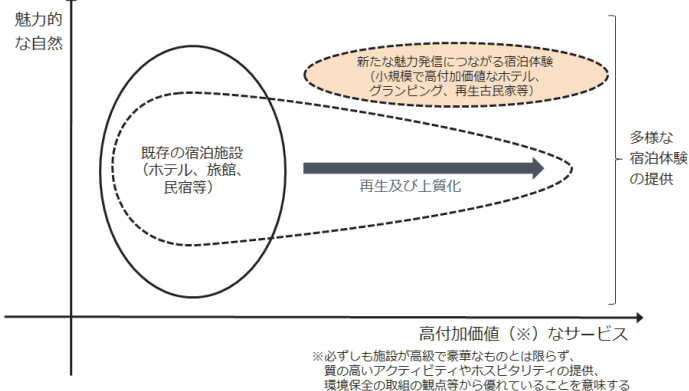 魅力的
な自然
新たな魅力発信につながる宿泊体験
（小規模で高付加価値なホテル、
グランピング、再生古民家等）
既存の宿泊施設
（ホテル、旅館、
民宿等）
再生及び上質化
多様な
宿泊体験
の提供
高付加価値（※）なサービス
※必ずしも施設が高級で豪華なものとは限らず、
質の高いアクティビティやホスピタリティの提供、
環境保全の取組の観点等から優れていることを意味する